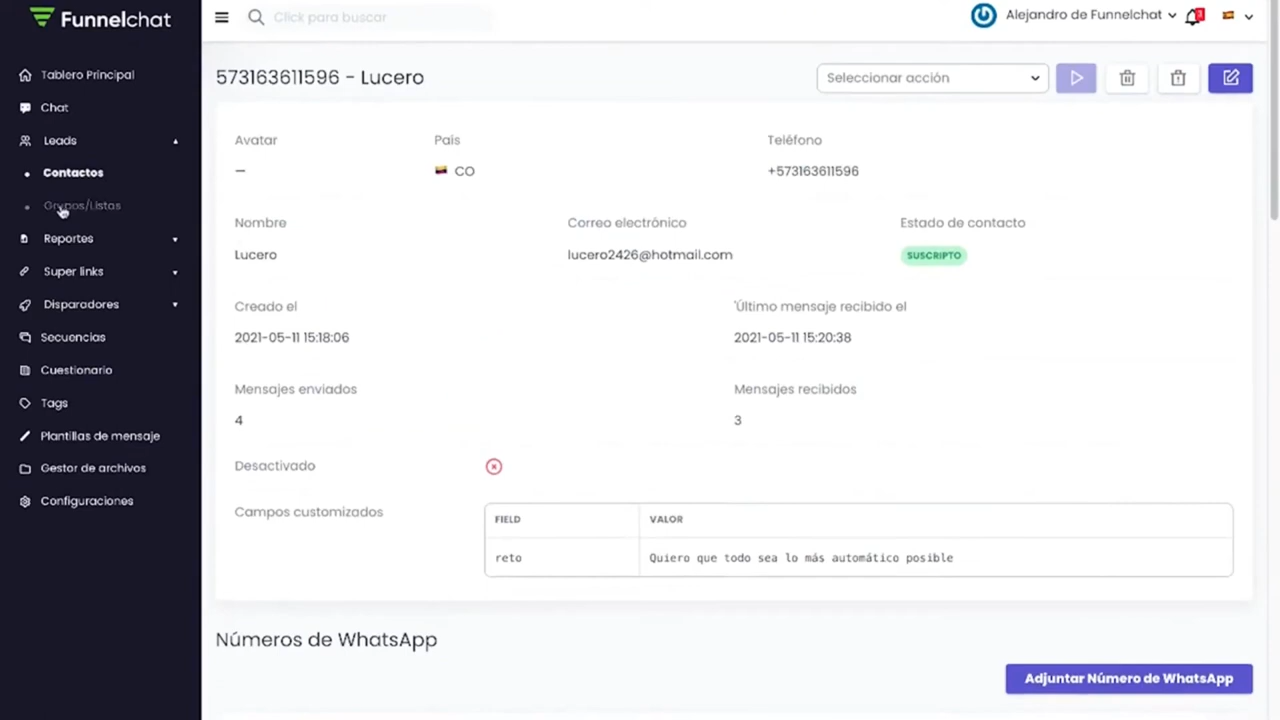 Funnelchat
Click para buscar
Alejandro de Funnelchat
Tablero Principal
Chat
Leads
Contactos
Grupos/Listas
Reportes
Super links
Disparadores
Secuencias
Cuestionario
Tags
Plantillas de mensaje
Gestor de archivos
Configuraciones
573163611596 - Lucero
Seleccionar acción
Avatar
País
Teléfono
—
CO
+573163611596
Nombre
Correo electrónico
Estado de contacto
Lucero
lucero2426@hotmail.com
SUSCRIPTO
Creado el
'Último mensaje recibido el
2021-05-11 15:18:06
2021-05-11 15:20:38
Mensajes enviados
Mensajes recibidos
4
3
Desactivado
Campos customizados
FIELD
VALOR
reto
Quiero que todo sea lo más automático posible
Números de WhatsApp
Adjuntar Número de WhatsApp